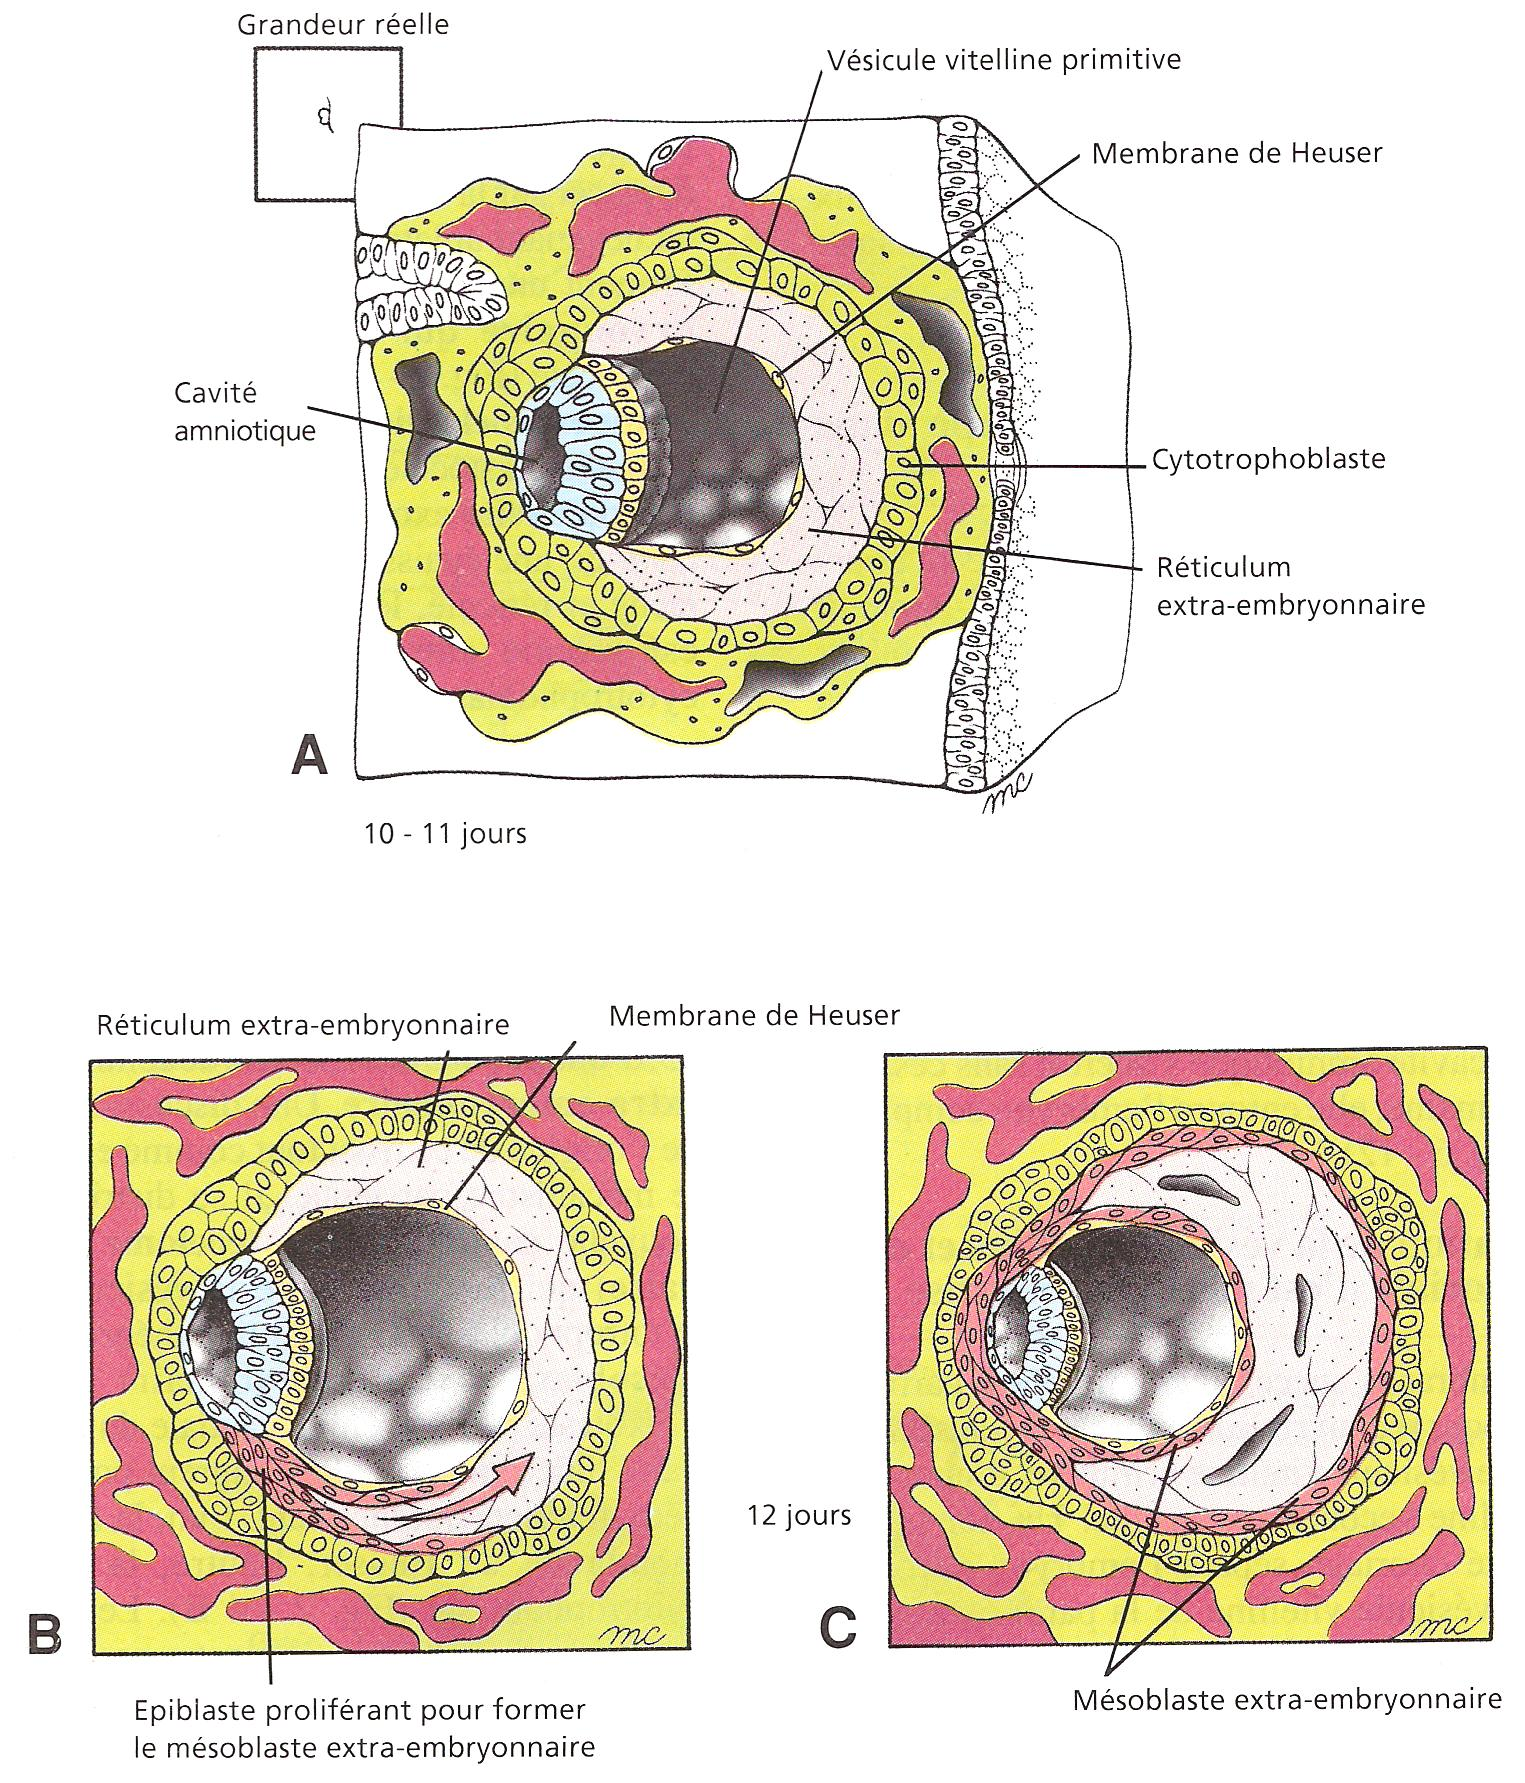 Grandeur réelle
Vésicule vitelline primitive
Membrane de Heuser
Cavité
amniotique
Cytotrophoblaste
Réticulum
extra-embryonnaire
A
mc
10 - 11 jours
Réticulum extra-embryonnaire
Membrane de Heuser
12 jours
B
mc
C
mc
Epiblaste proliférant pour former
le mésoblaste extra-embryonnaire
Mésoblaste extra-embryonnaire